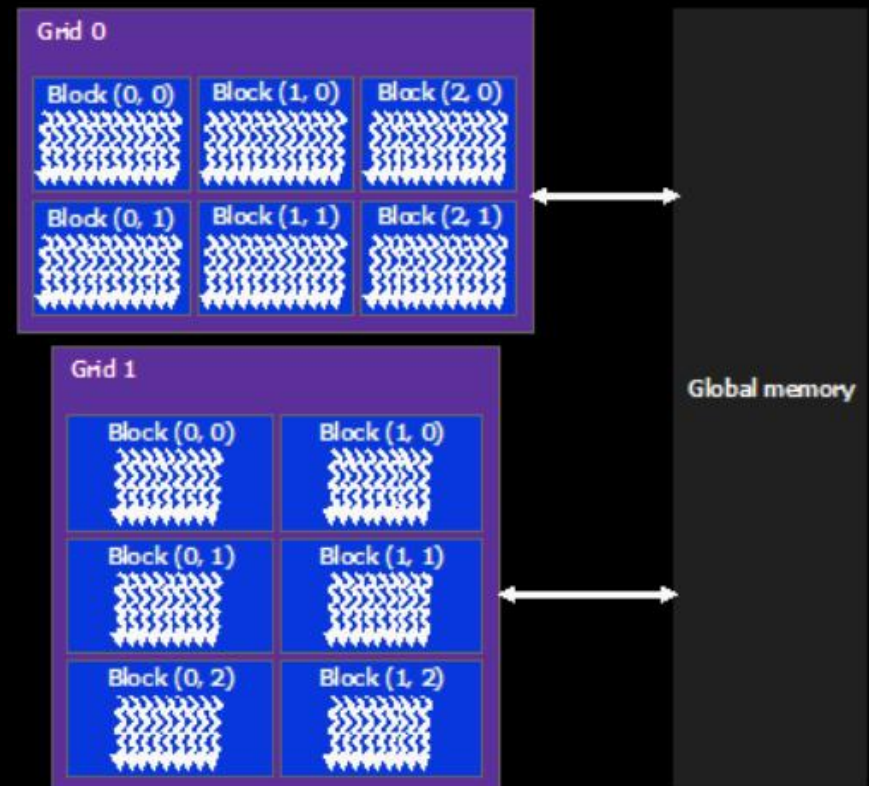 Grid 0
Block (0, 0) Block (1, 0) Block (2, 0)
Block (0, 1) Block (1, 1) Block (2, 1)
Grid 1
Block (0, 0) Block (1, 0)
Block (0, 1) Block (1, 1)
Block (0, 2) Block (1, 2)
Global memory